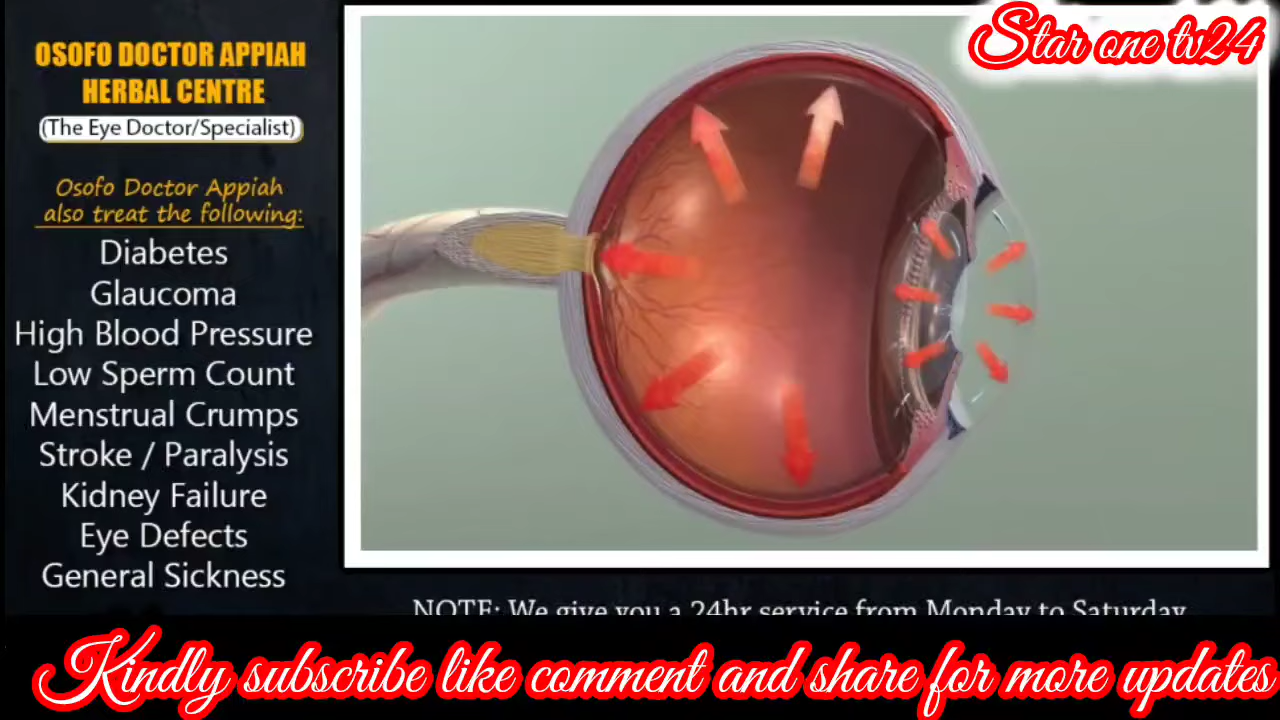 OSOFO DOCTOR APPIAH
HERBAL CENTRE
(The Eye Doctor/Specialist)
Osofo Doctor Appiah
also treat the following:
Diabetes
Glaucoma
High Blood Pressure
Low Sperm Count
Menstrual Crumps
Stroke / Paralysis
Kidney Failure
Eye Defects
General Sickness
Star one tv24
NOTE: We give you a 24hr service from Monday to Saturday
Kindly subscribe like comment and share for more updates